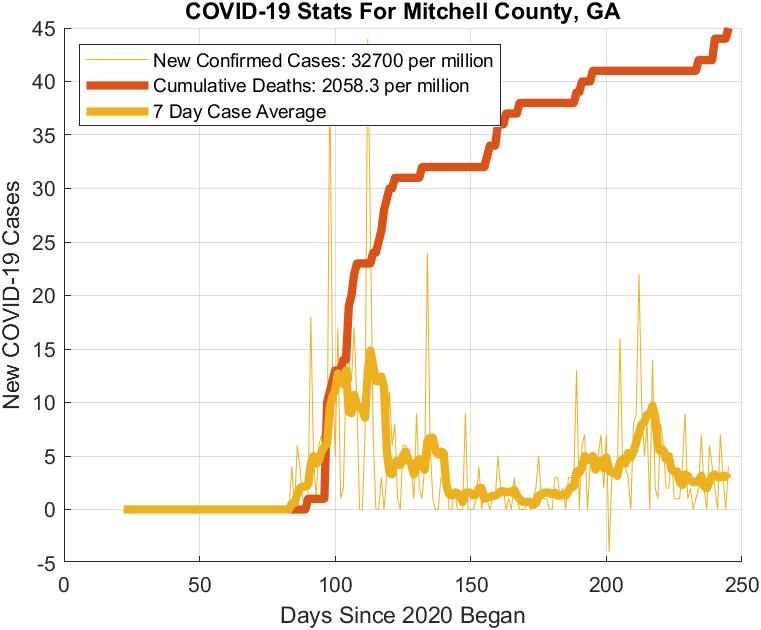 COVID-19 Stats For Mitchell County, GA
New Confirmed Cases: 32700 per million
Cumulative Deaths: 2058.3 per million
7 Day Case Average
New COVID-19 Cases
45
40
35
30
25
20
15
10
5
0
-5
0 50 100 150 200 250
Days Since 2020 Began